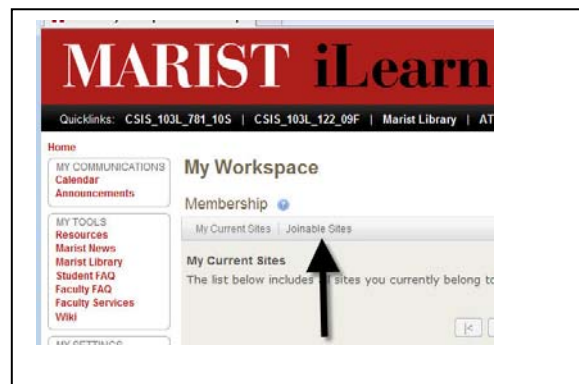 MARIST iLearn
Quicklinks: CSIS_103L_781_10S | CSIS_103L_122_09F | Marist Library | AT
Home
MY COMMUNICATIONS
Calendar
Announcements
MY TOOLS
Resources
Marist News
Marist Library
Student FAQ
Faculty FAQ
Faculty Services
Wiki
MY SETTINGS
My Workspace
Membership
My Current Sites | Joinable Sites
My Current Sites
The list below includes sites you currently belong to